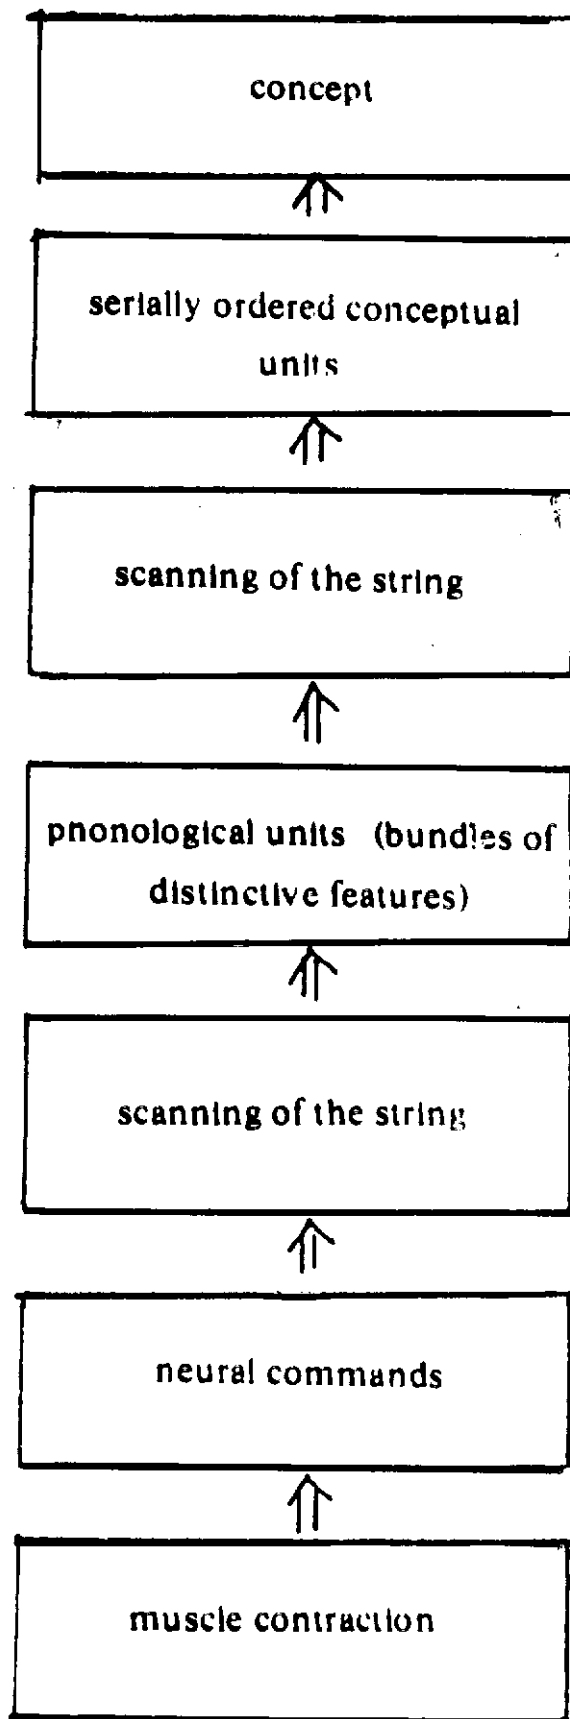 concept
serially ordered conceptual
units
scanning of the string
pnonological units (bundles of
distinctive features)
scanning of the string
neural commands
muscle contraction